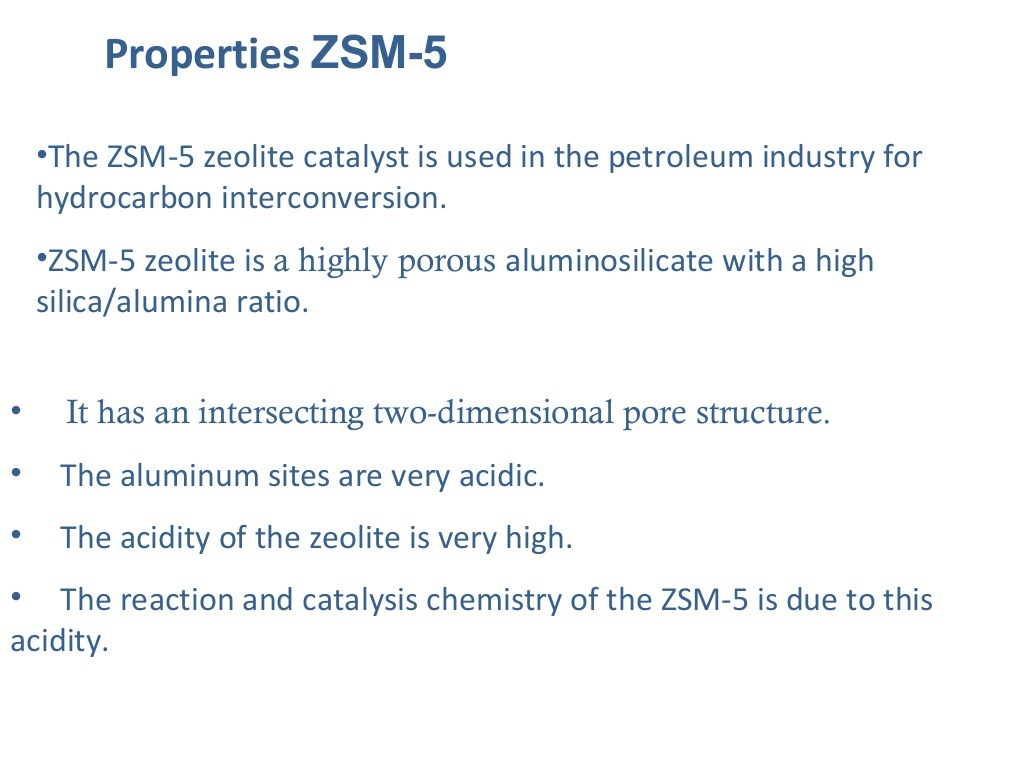 Properties ZSM-5
•The ZSM-5 zeolite catalyst is used in the petroleum industry for
hydrocarbon interconversion.
•ZSM-5 zeolite is a highly porous aluminosilicate with a high
silica/alumina ratio.
• It has an intersecting two-dimensional pore structure.
• The aluminum sites are very acidic.
• The acidity of the zeolite is very high.
• The reaction and catalysis chemistry of the ZSM-5 is due to this
acidity.